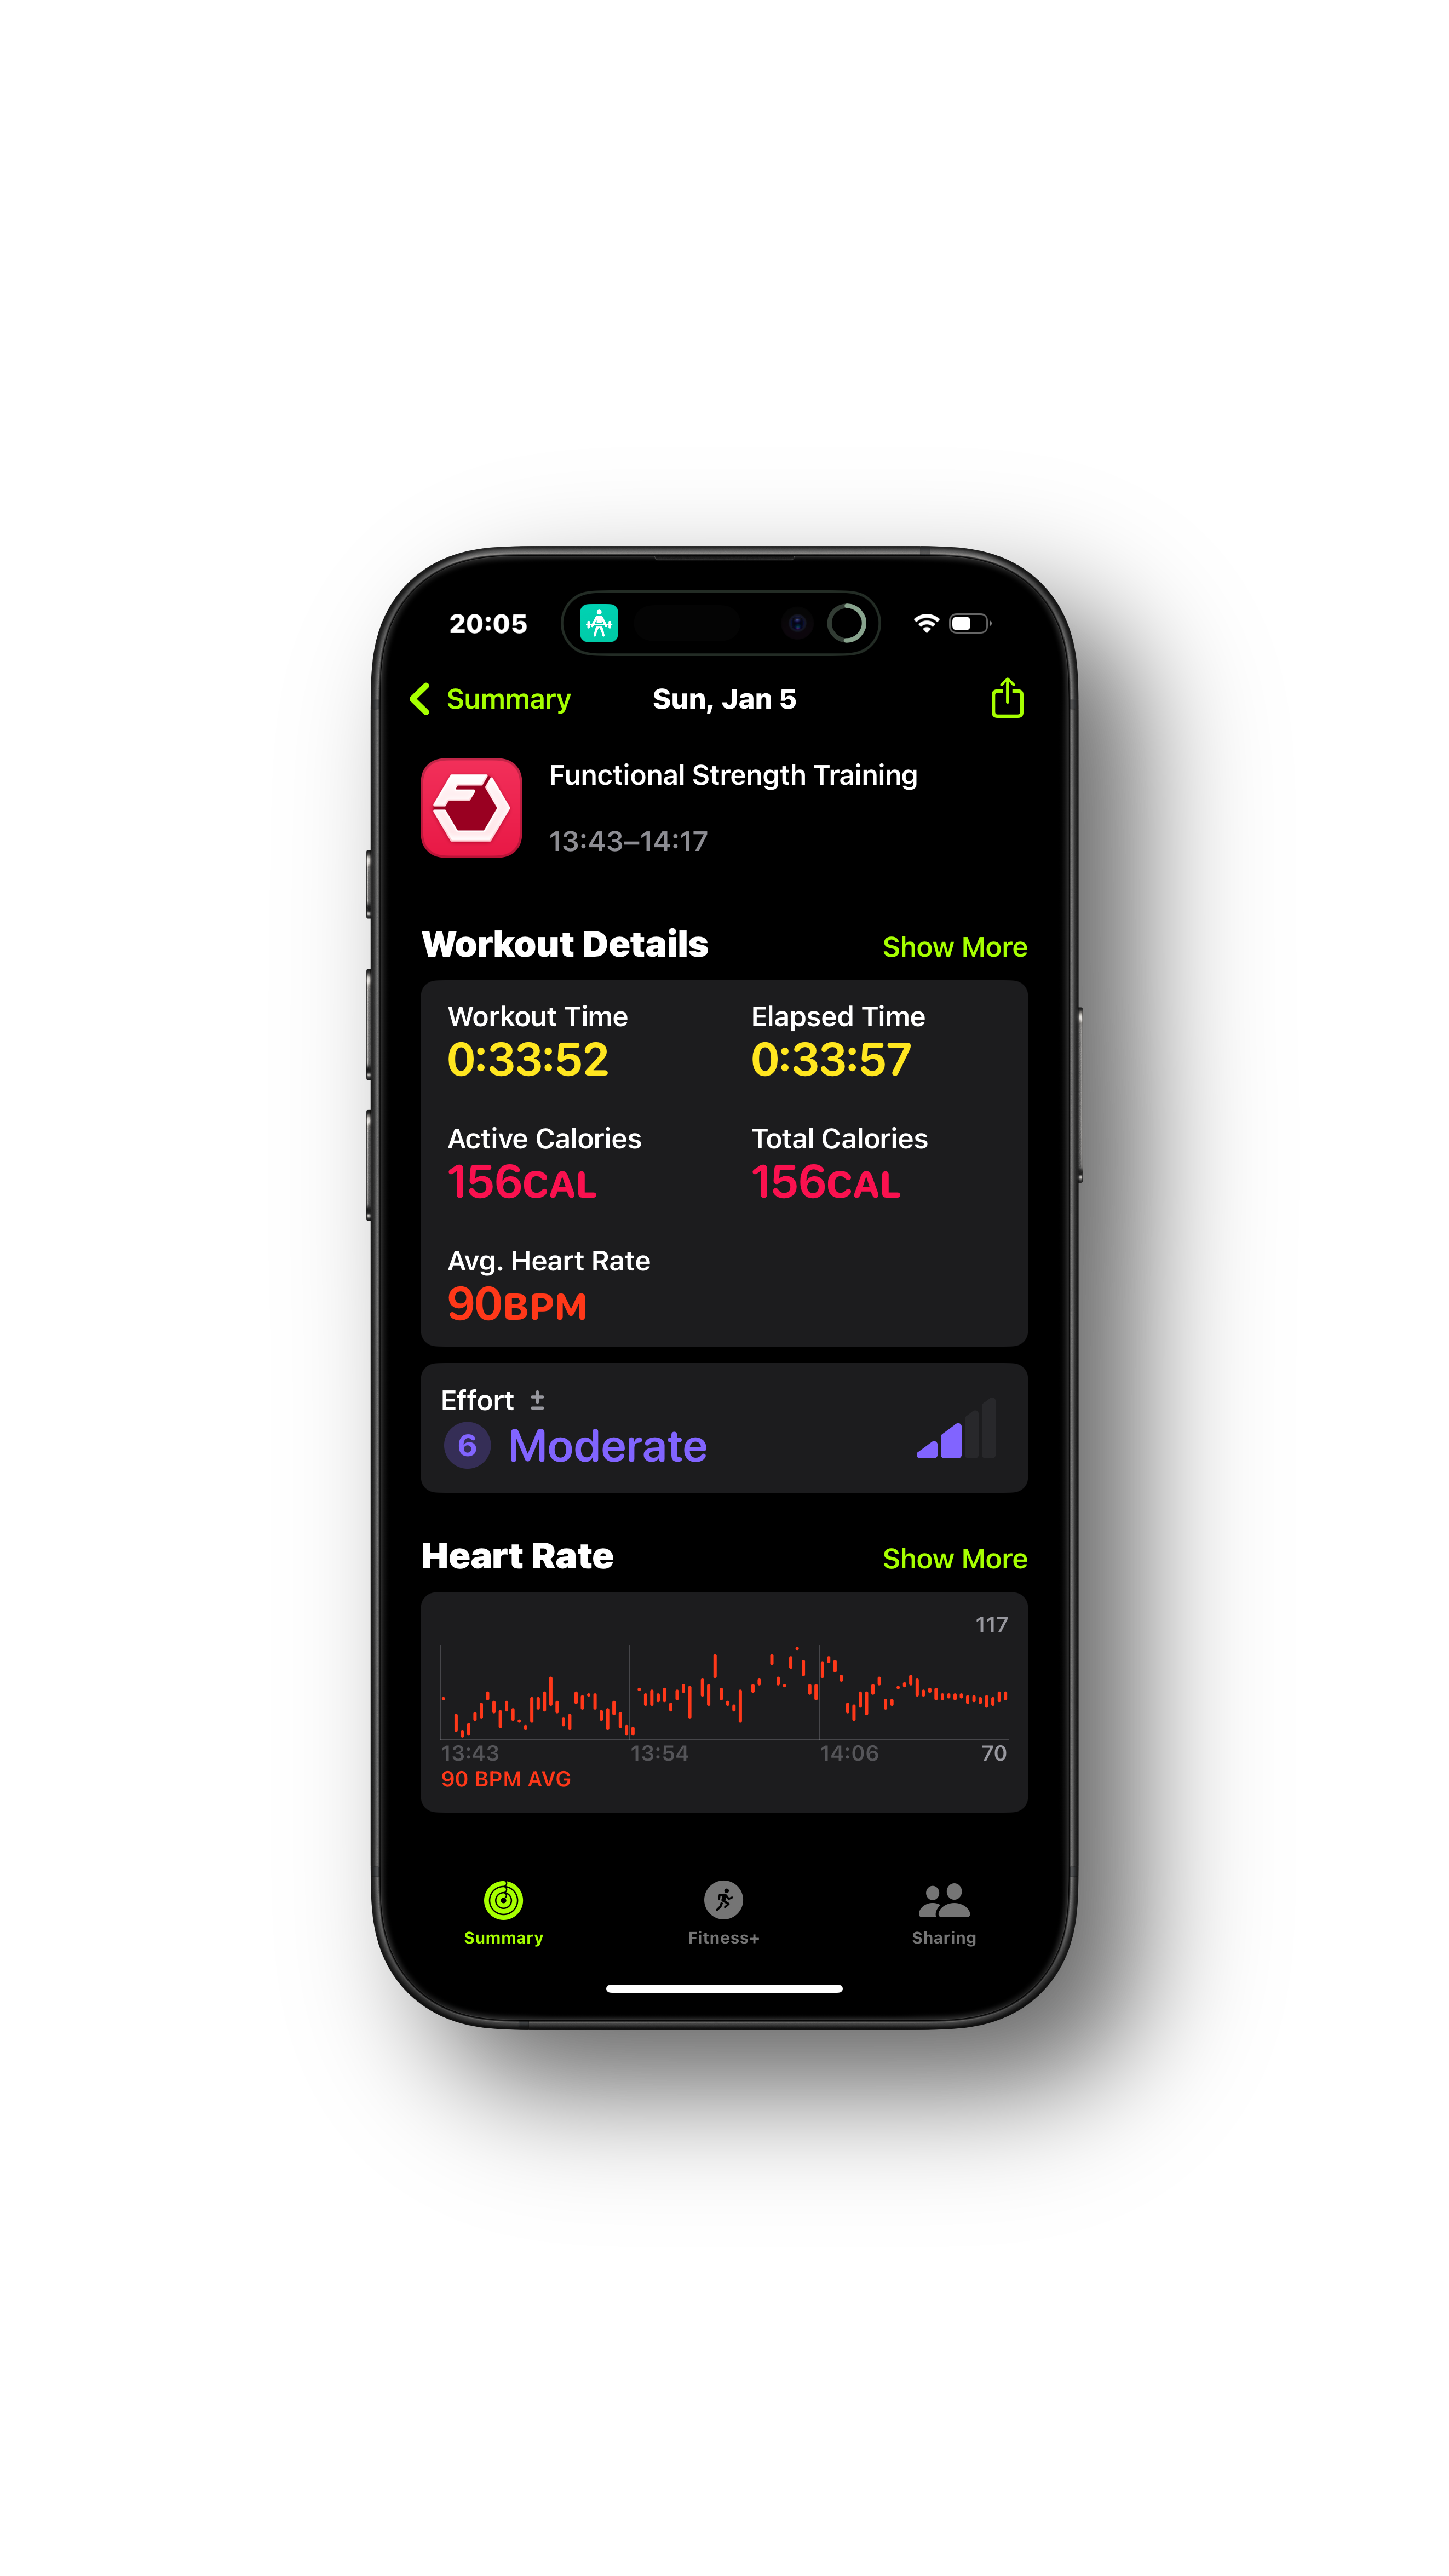 20:05
Summary
Sun, Jan 5
Functional Strength Training
13:43–14:17
Workout Details
Show More
Workout Time
Elapsed Time
0:33:52
0:33:57
Active Calories
Total Calories
156CAL
156CAL
Avg. Heart Rate
90BPM
Effort ±
6 Moderate
Heart Rate
Show More
117
13:43
13:54
14:06
70
90 BPM AVG
Summary
Fitness+
Sharing